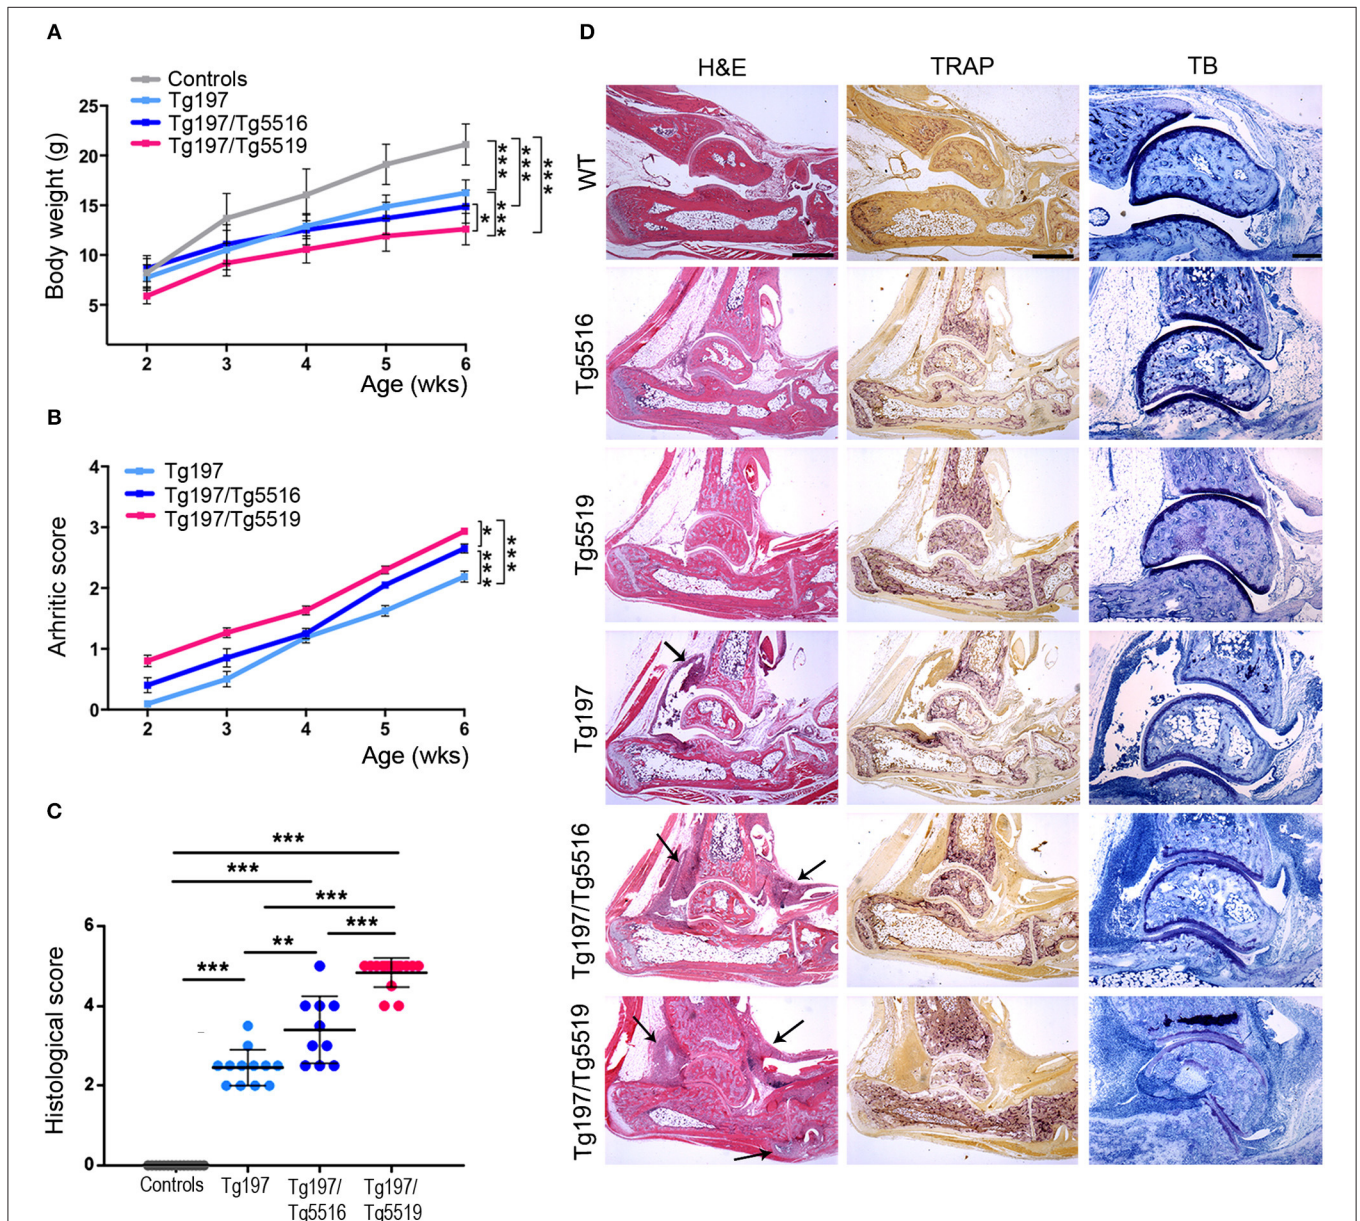 A
Controls
Tg197
Tg197/Tg5516
Tg197/Tg5519
Body weight (g)
25
20
15
10
5
2 3 4 5 6
Age (wks)
***
***
***
*
***
B
Tg197
Tg197/Tg5516
Tg197/Tg5519
Arhritic score
4
3
2
1
0
2 3 4 5 6
Age (wks)
*
***
***
C
***
***
***
***
**
***
Histological score
6
4
2
0
Controls Tg197 Tg197/ Tg197/
Tg5516 Tg5519
D
H&E TRAP TB
WT
Tg5516
Tg5519
Tg197
Tg197/Tg5516
Tg197/Tg5519